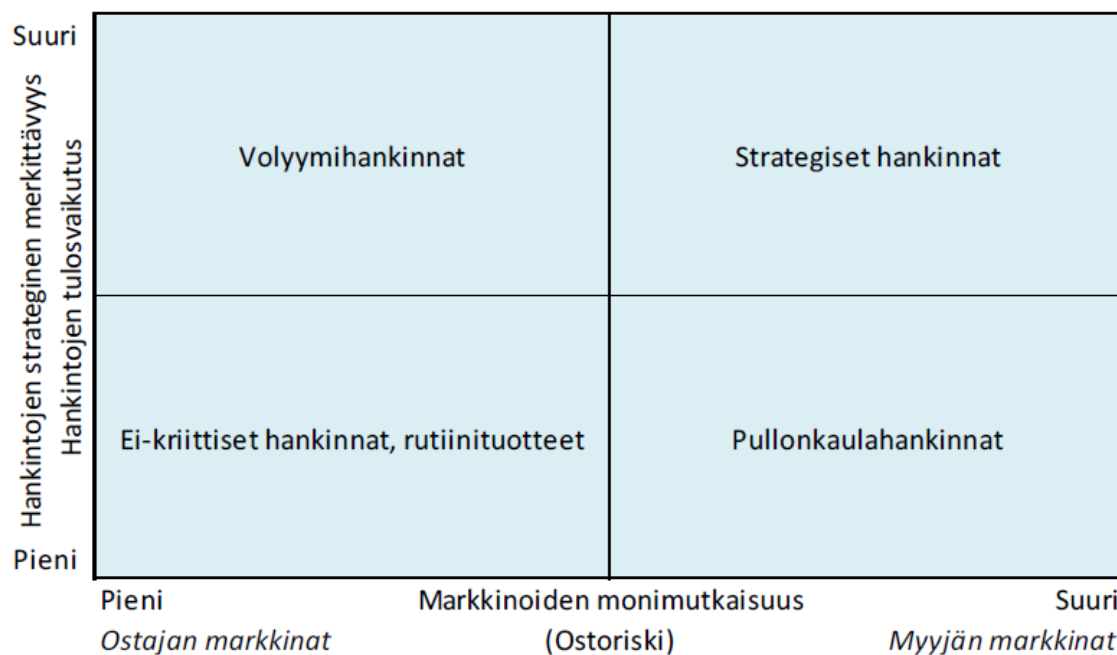 Suuri
Hankintojen strateginen merkittävyys
Hankintojen tulosvaikutus
Volyymihankinnat
Strategiset hankinnat
Ei-kriittiset hankinnat, rutiinituotteet
Pullonkaulahankinnat
Pieni
Pieni
Markkinoiden monimutkaisuus
Suuri
Ostajan markkinat
(Ostoriski)
Myyjän markkinat